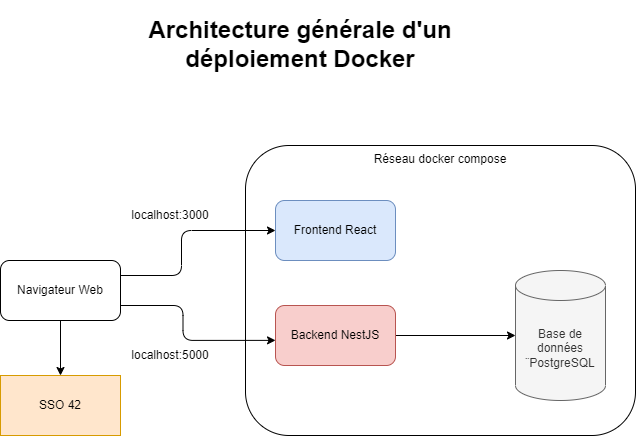 Architecture générale d'un
déploiement Docker
Réseau docker compose
localhost:3000
Frontend React
Navigateur Web
Backend NestJS
localhost:5000
Base de
données
¨PostgreSQL
SSO 42